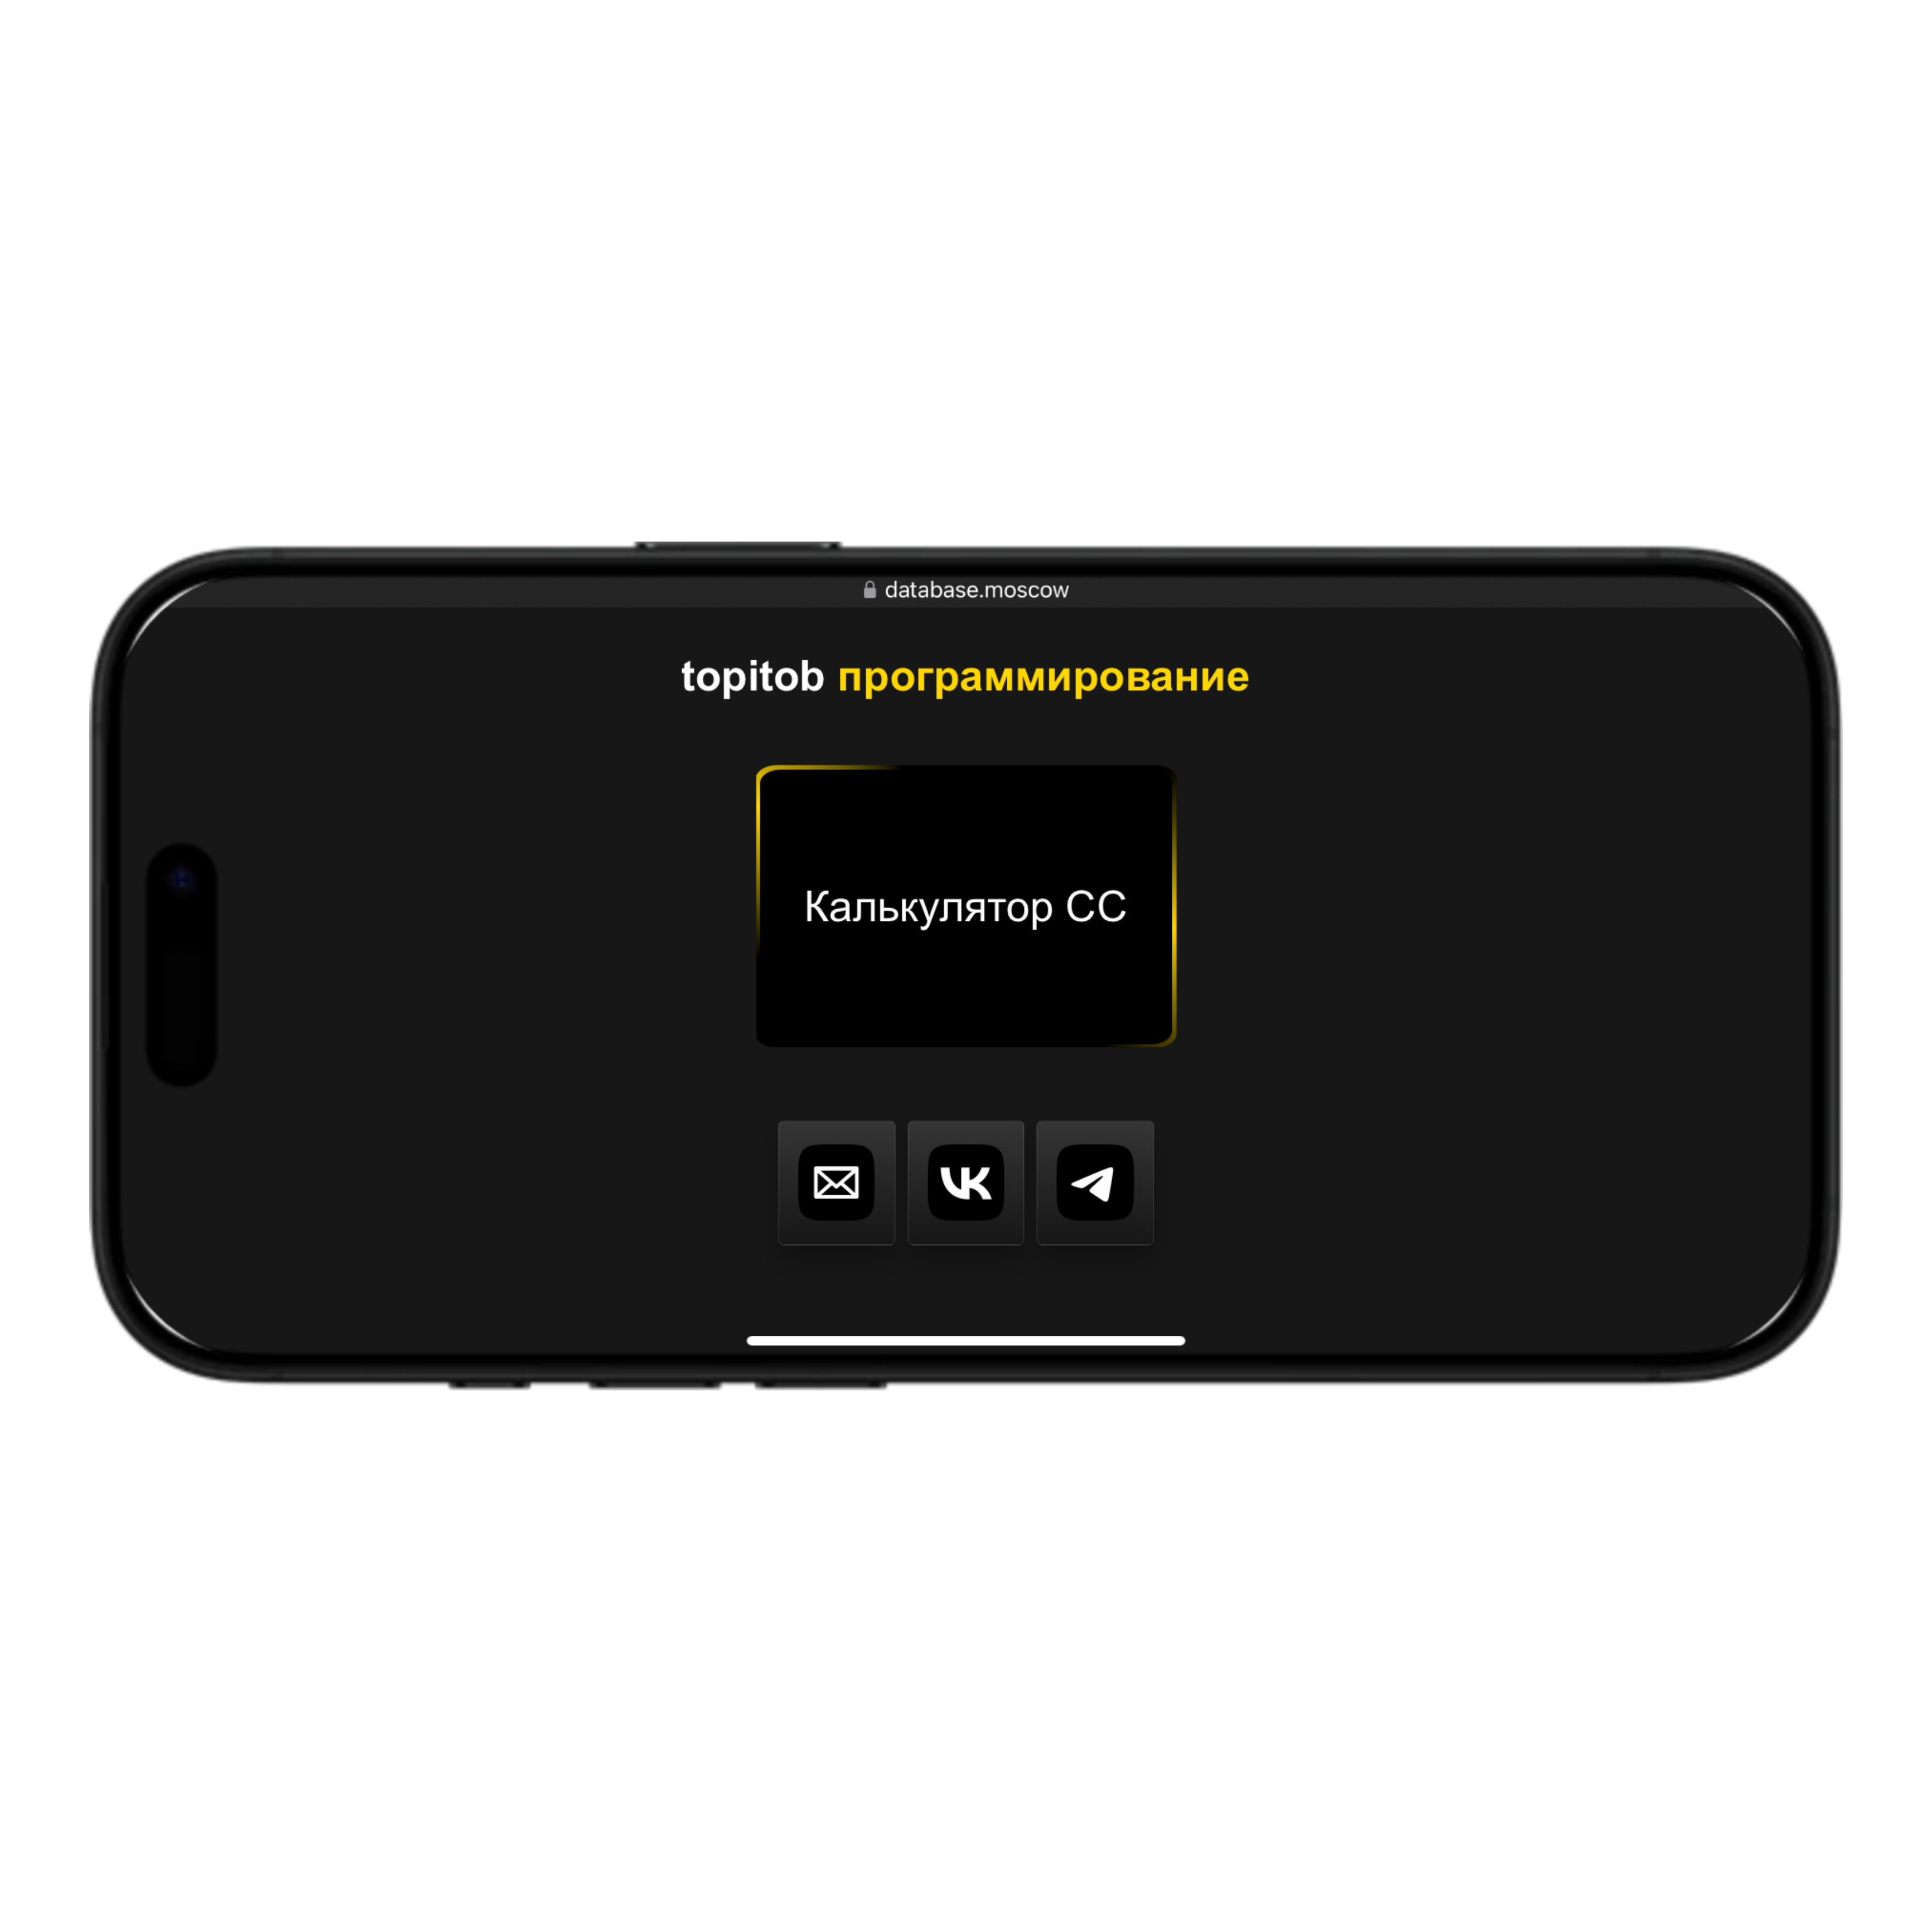 database.moscow
topitob программирование
Калькулятор СС